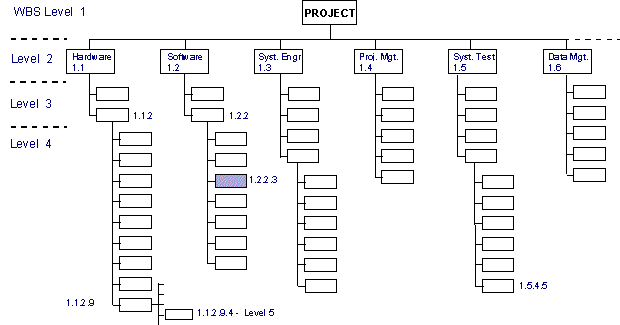 WBS Level 1
PROJECT
Level 2
Hardware
1.1
Software
1.2
Syst. Engr
1.3
Proj. Mgt.
1.4
Syst. Test
1.5
Data Mgt.
1.6
Level 3
1.1.2
1.2.2
Level 4
1.2.2.3
1.1.2.9
1.5.4.5
1.1.2.9.4 - Level 5